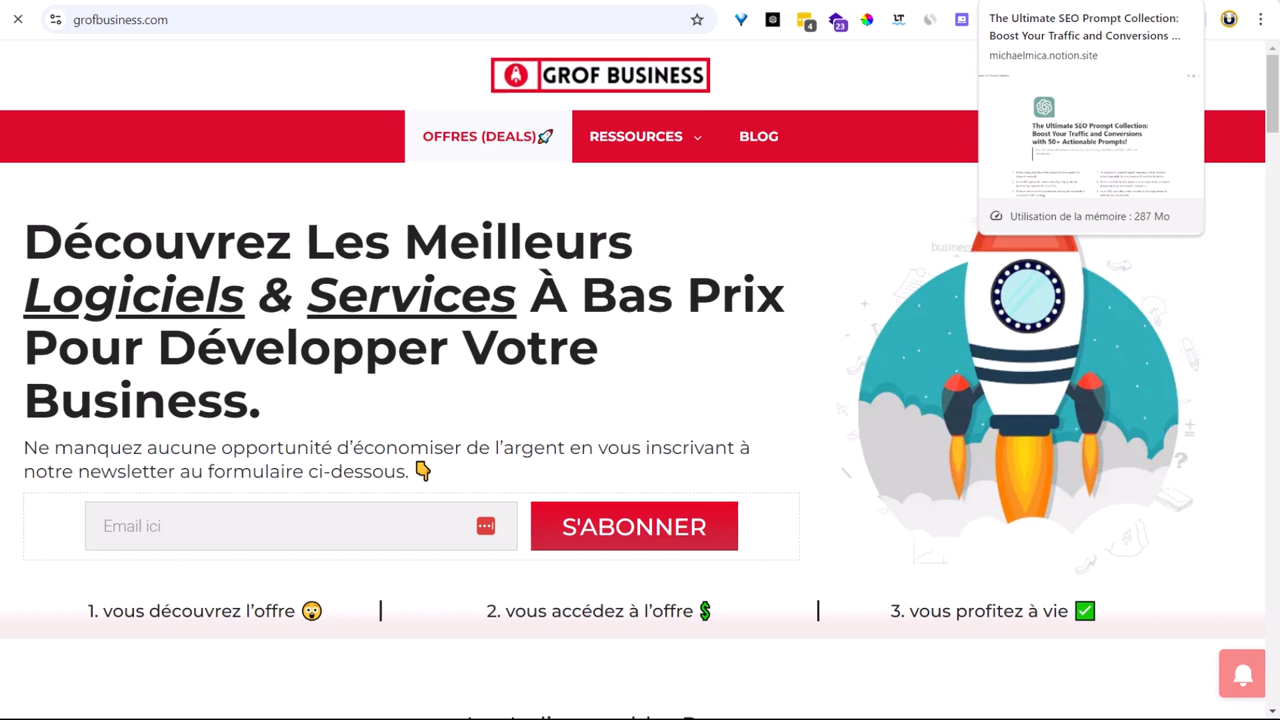 grofbusiness.com
4
23
LT
The Ultimate SEO Prompt Collection:
Boost Your Traffic and Conversions ...
michaelmica.notion.site
The Ultimate SEO Prompt Collection:
Boost Your Traffic and Conversions
with 50+ Actionable Prompts!
Utilisation de la mémoire : 287 Mo
GROF BUSINESS
OFFRES (DEALS)🚀
RESSOURCES
BLOG
business
Découvrez Les Meilleurs
Logiciels & Services À Bas Prix
Pour Développer Votre
Business.
Ne manquez aucune opportunité d’économiser de l’argent en vous inscrivant à
notre newsletter au formulaire ci-dessous. 👇
Email ici
S'ABONNER
1. vous découvrez l’offre 😲
2. vous accédez à l’offre 💲
3. vous profitez à vie ✅